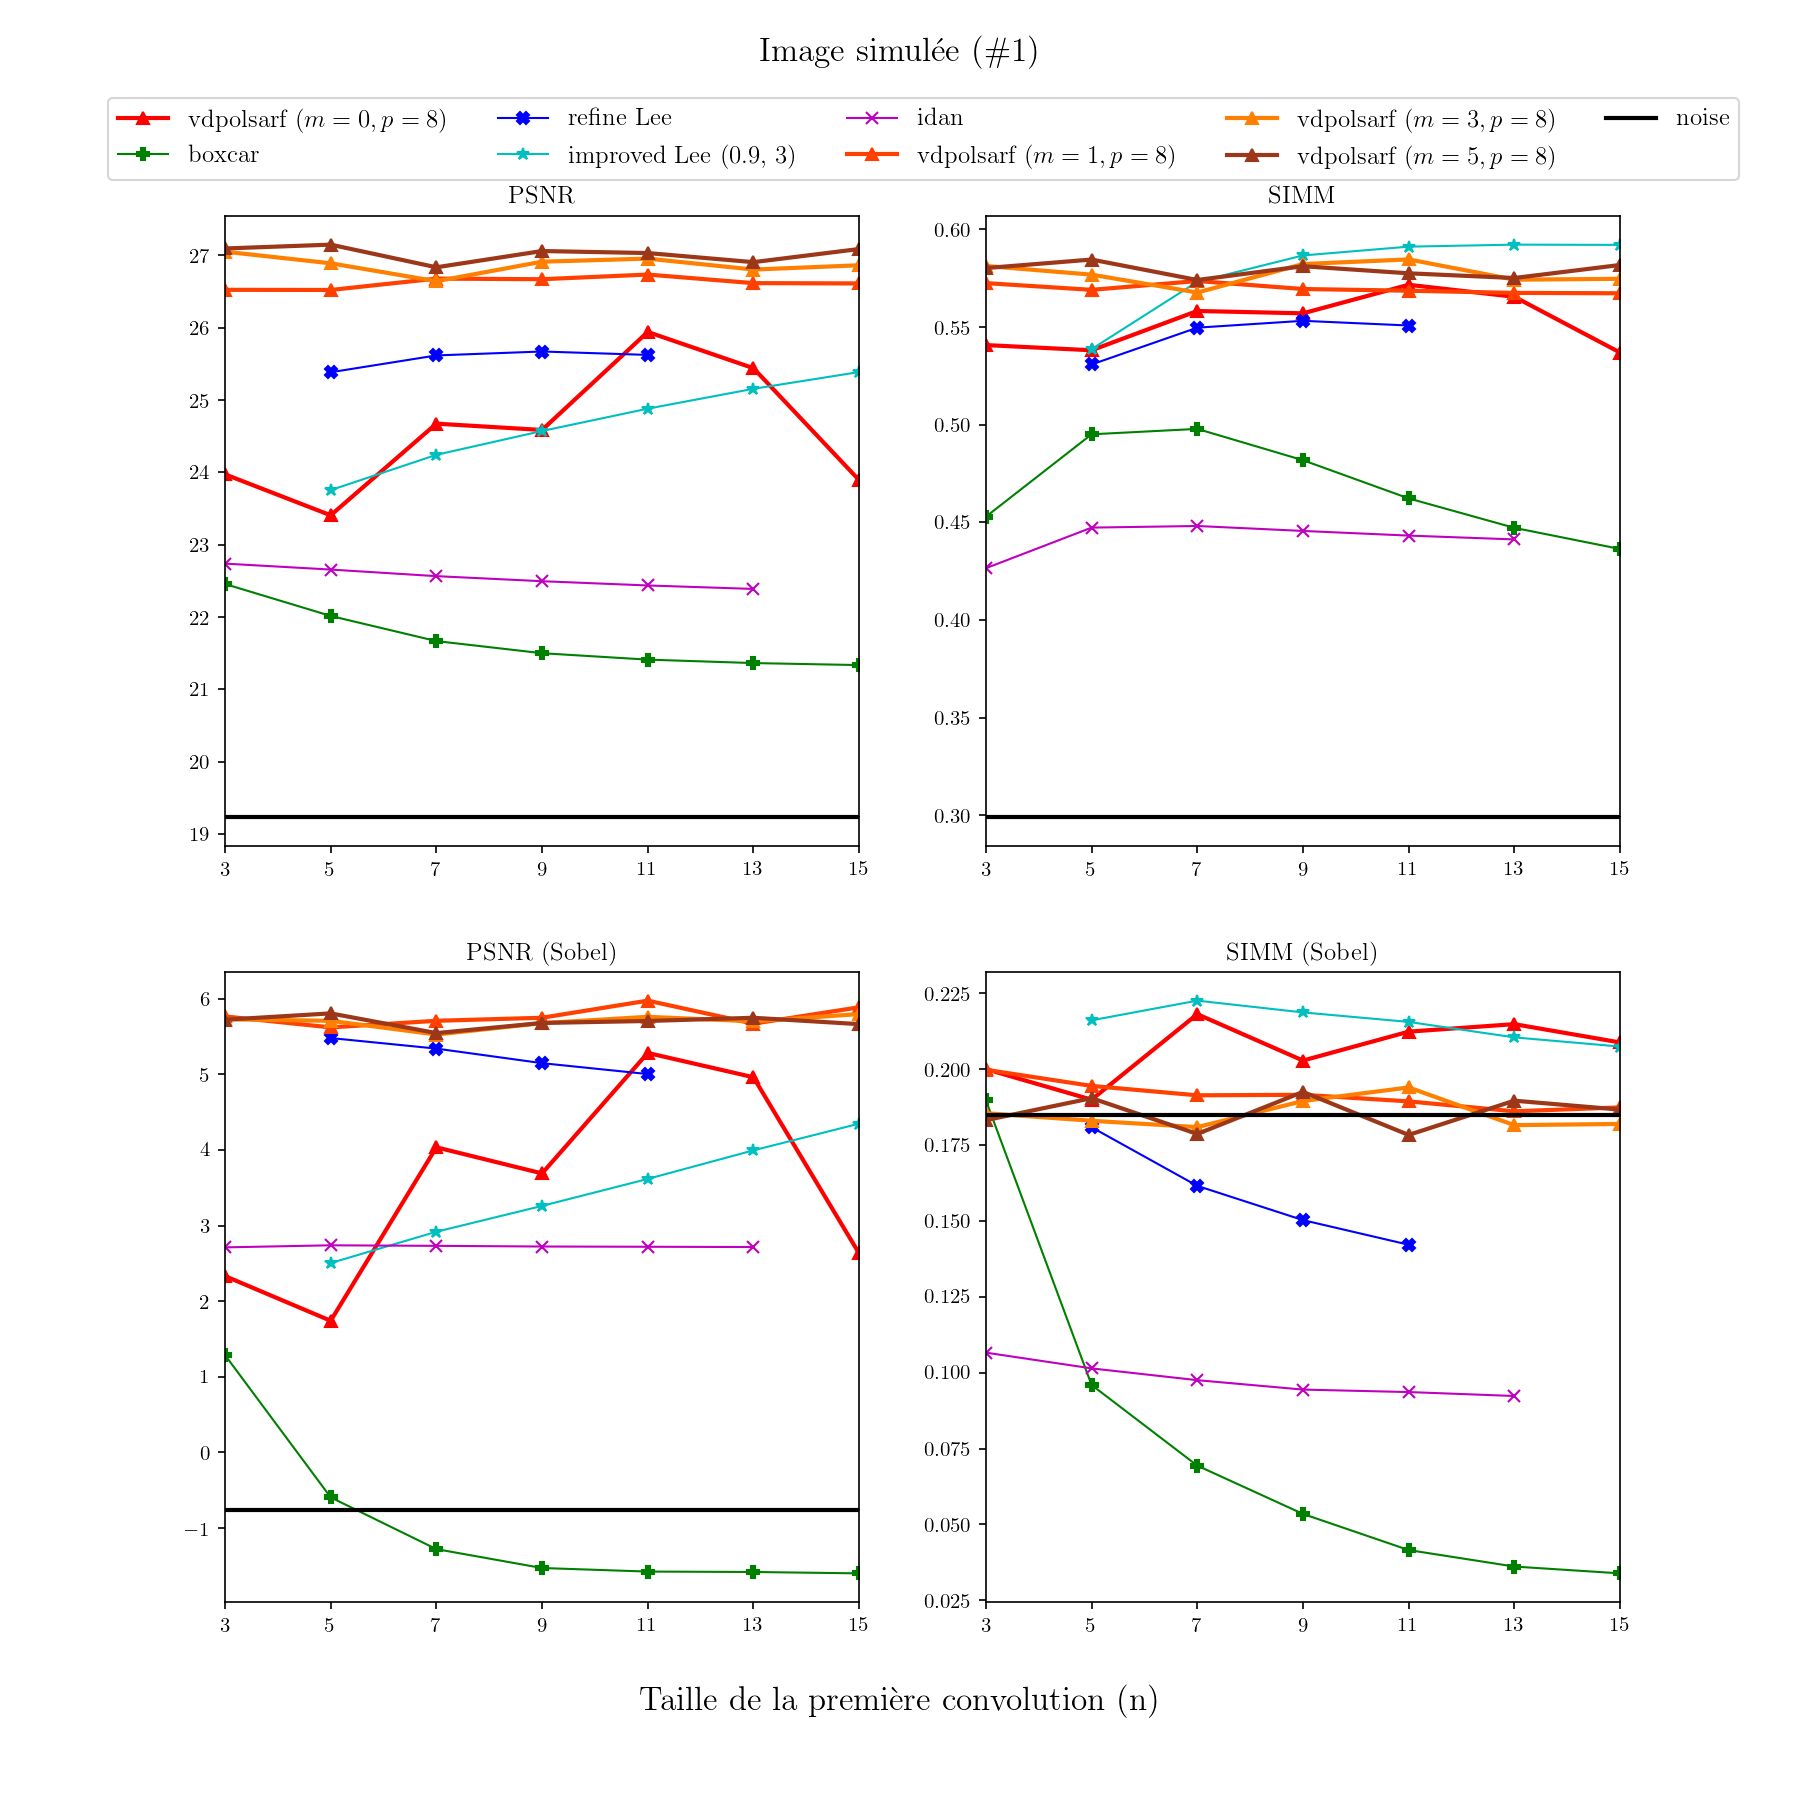 Image simulée (#1)
vdpolsarf (m = 0, p = 8)
boxcar
refine Lee
improved Lee (0.9, 3)
idan
vdpolsarf (m = 1, p = 8)
vdpolsarf (m = 3, p = 8)
vdpolsarf (m = 5, p = 8)
noise
PSNR
27
26
25
24
23
22
21
20
19
3 5 7 9 11 13 15
SIMM
0.60
0.55
0.50
0.45
0.40
0.35
0.30
3 5 7 9 11 13 15
PSNR (Sobel)
6
5
4
3
2
1
0
−1
3 5 7 9 11 13 15
SIMM (Sobel)
0.225
0.200
0.175
0.150
0.125
0.100
0.075
0.050
0.025
3 5 7 9 11 13 15
Taille de la première convolution (n)